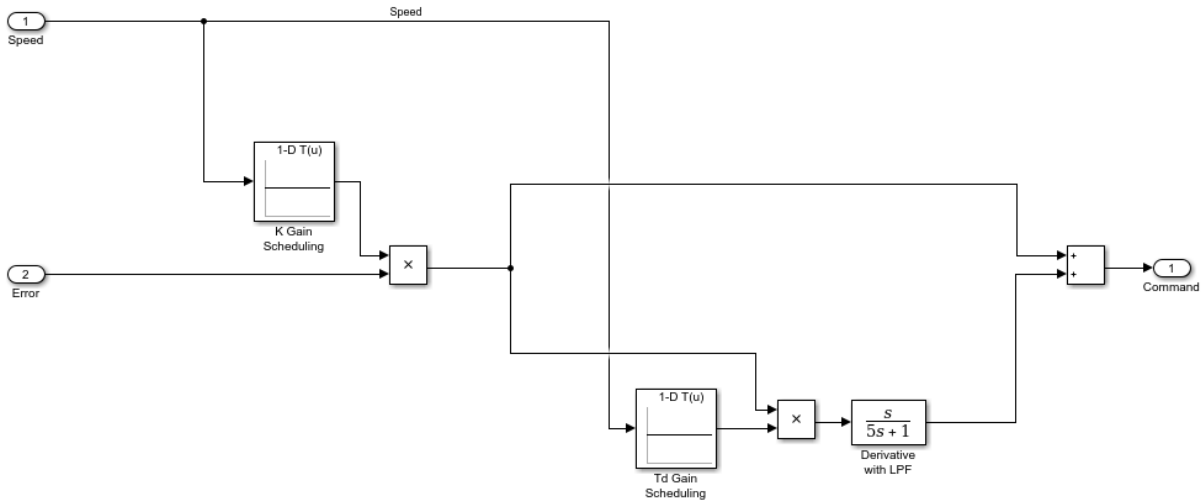 Speed
1
Speed
1-D T(u)
K Gain
Scheduling
×
2
Error
+
+
1
Command
1-D T(u)
Td Gain
Scheduling
×
s
5s + 1
Derivative
with LPF